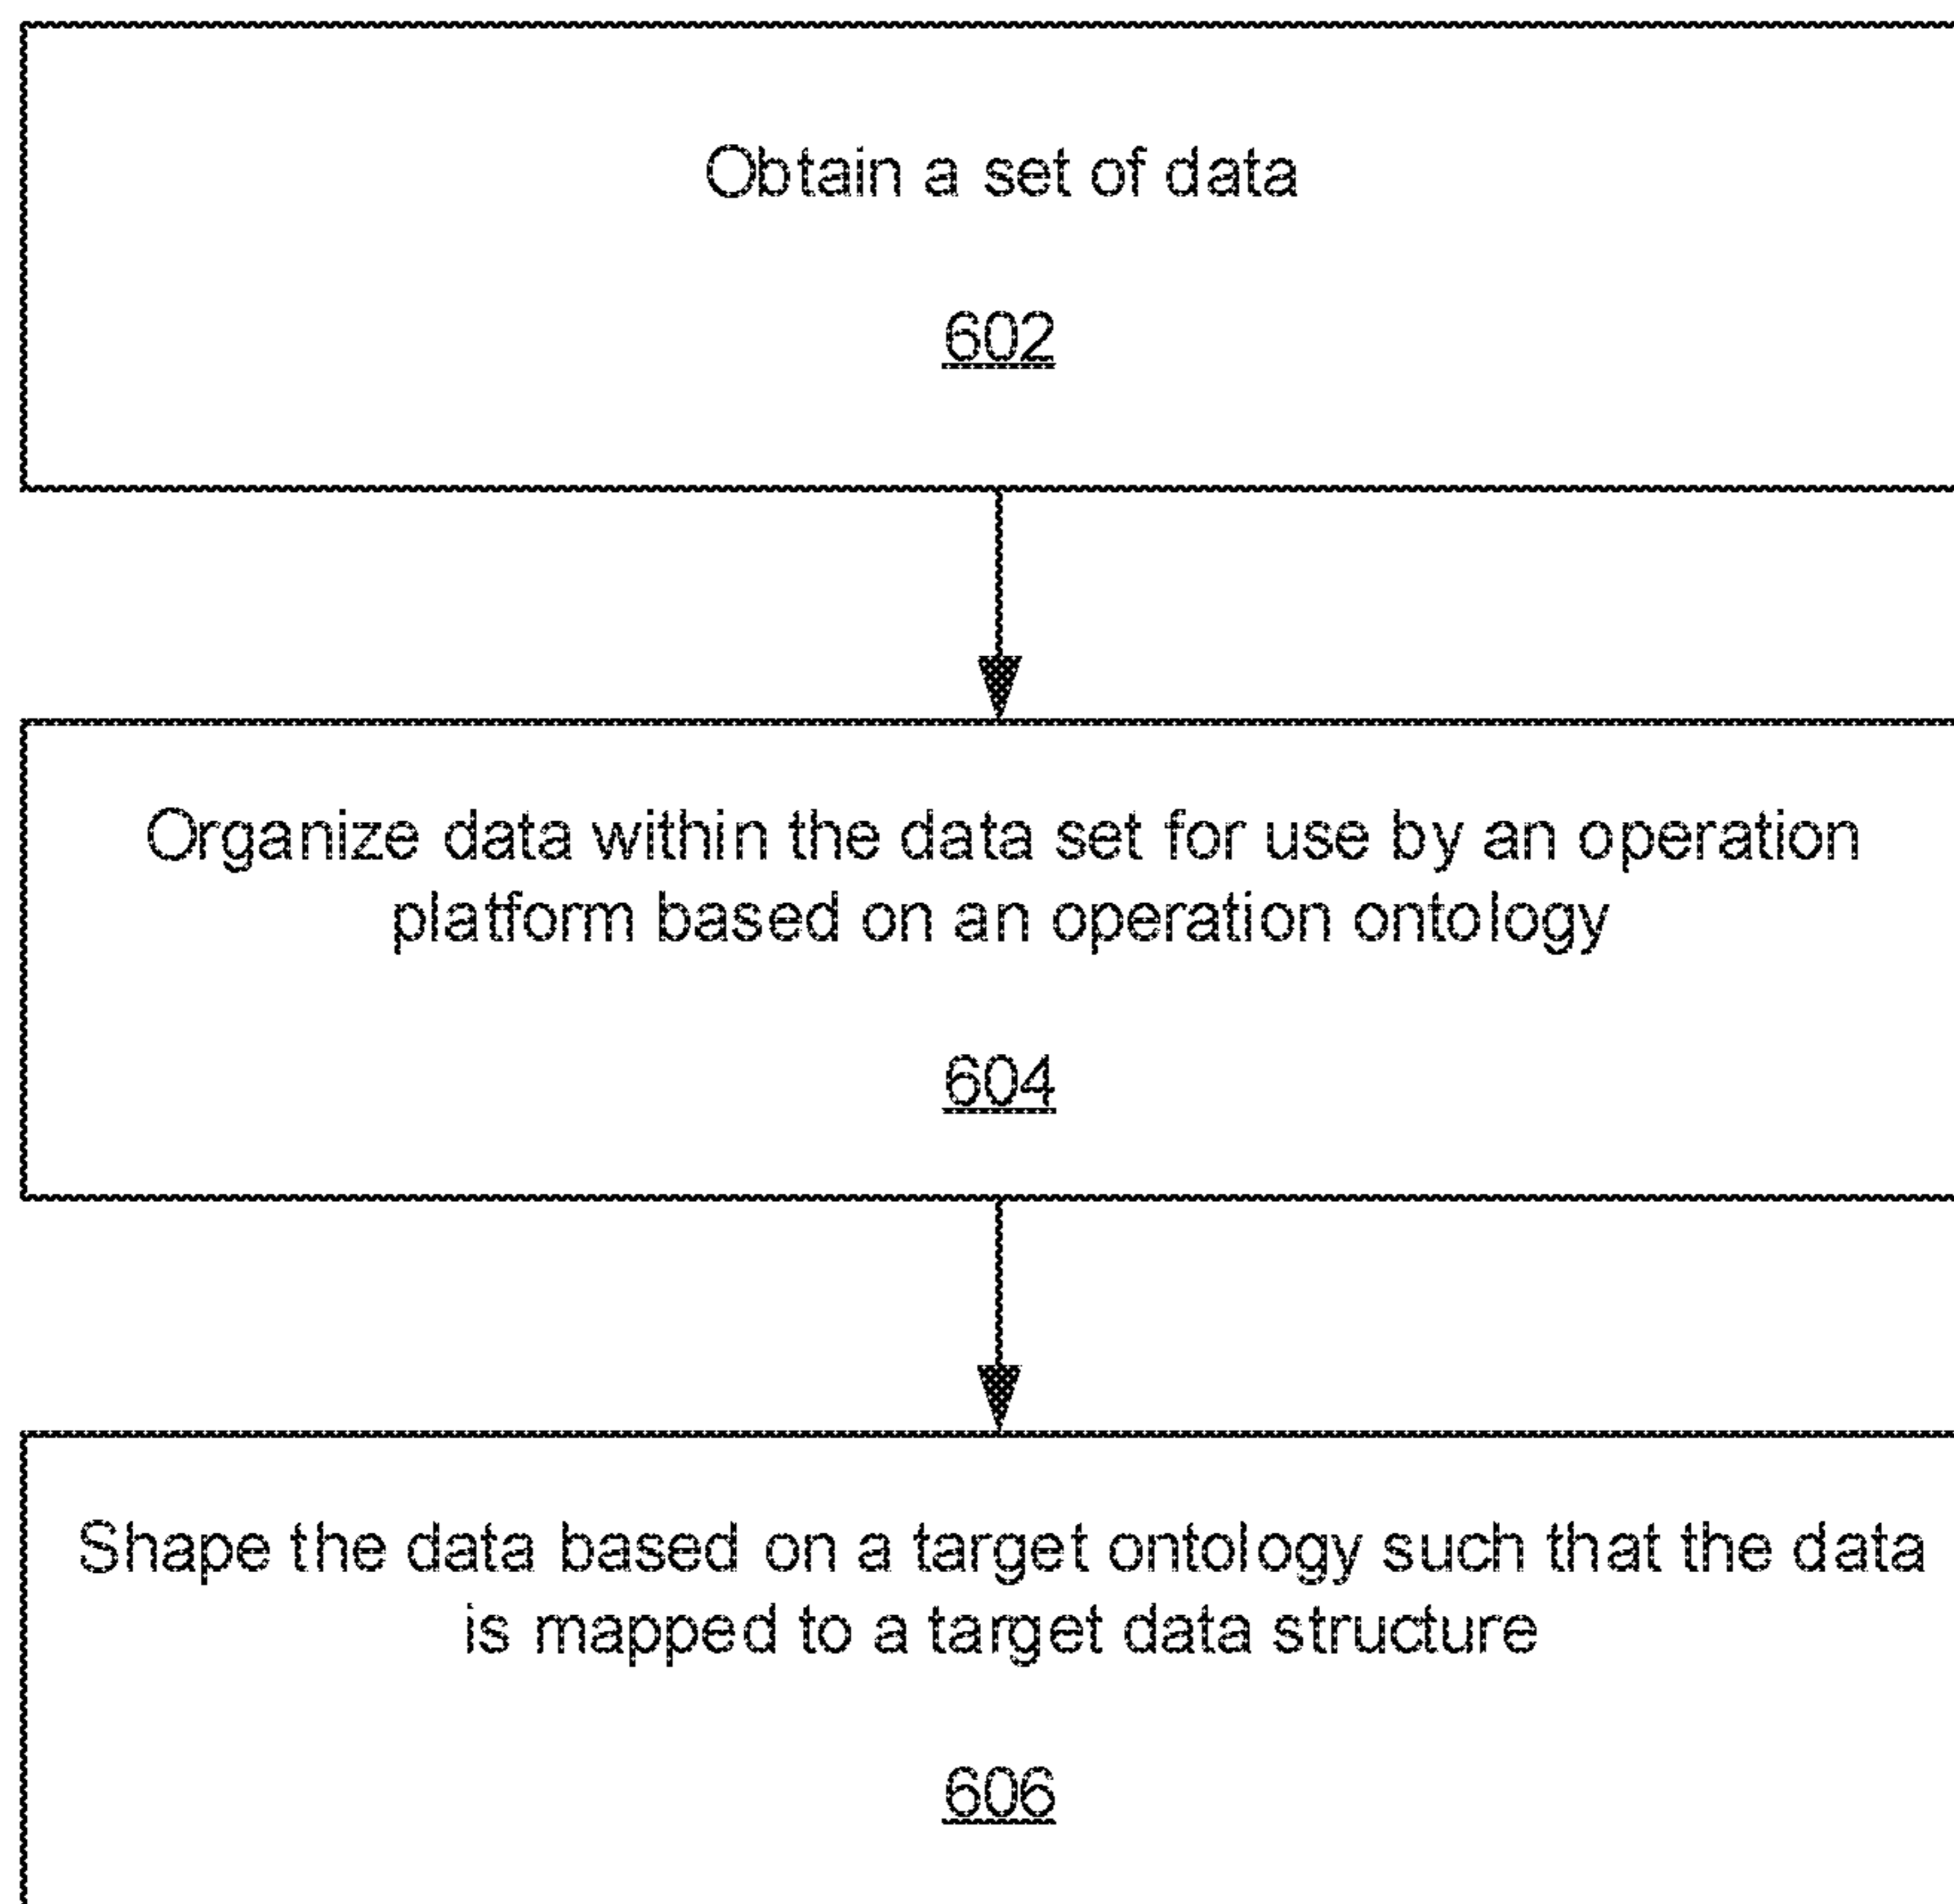 Obtain a set of data
602
Organize data within the data set for use by an operation
platform based on an operation ontology
604
Shape the data based on a target ontology such that the data
is mapped to a target data structure
606